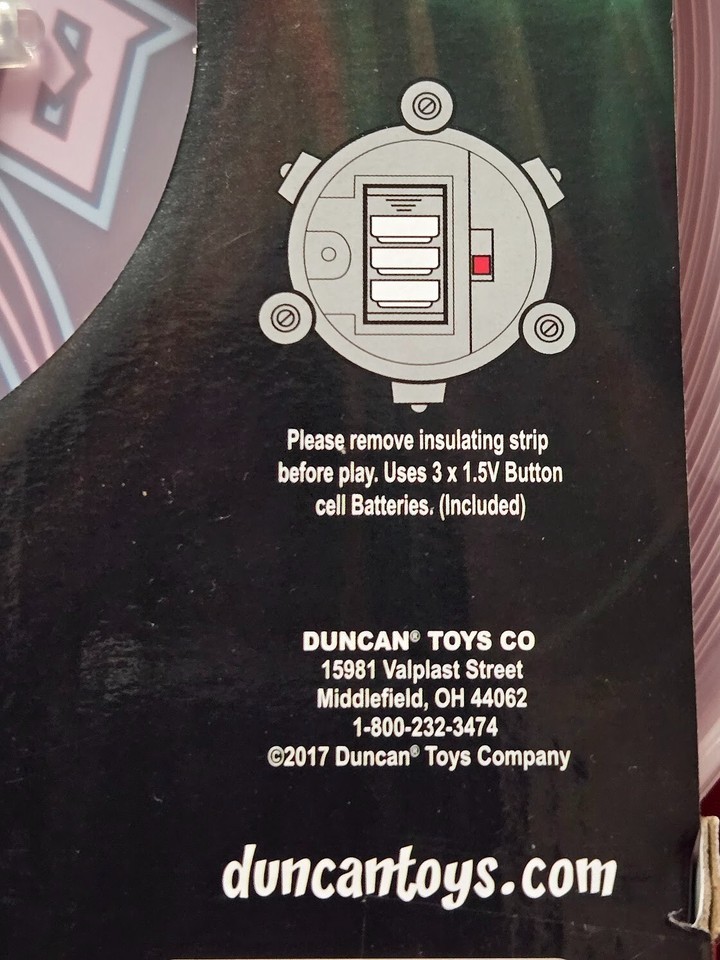 Please remove insulating strip
before play. Uses 3 x 1.5V Button
cell Batteries. (Included)
DUNCAN® TOYS CO
15981 Valplast Street
Middlefield, OH 44062
1-800-232-3474
©2017 Duncan® Toys Company
duncantoys.com